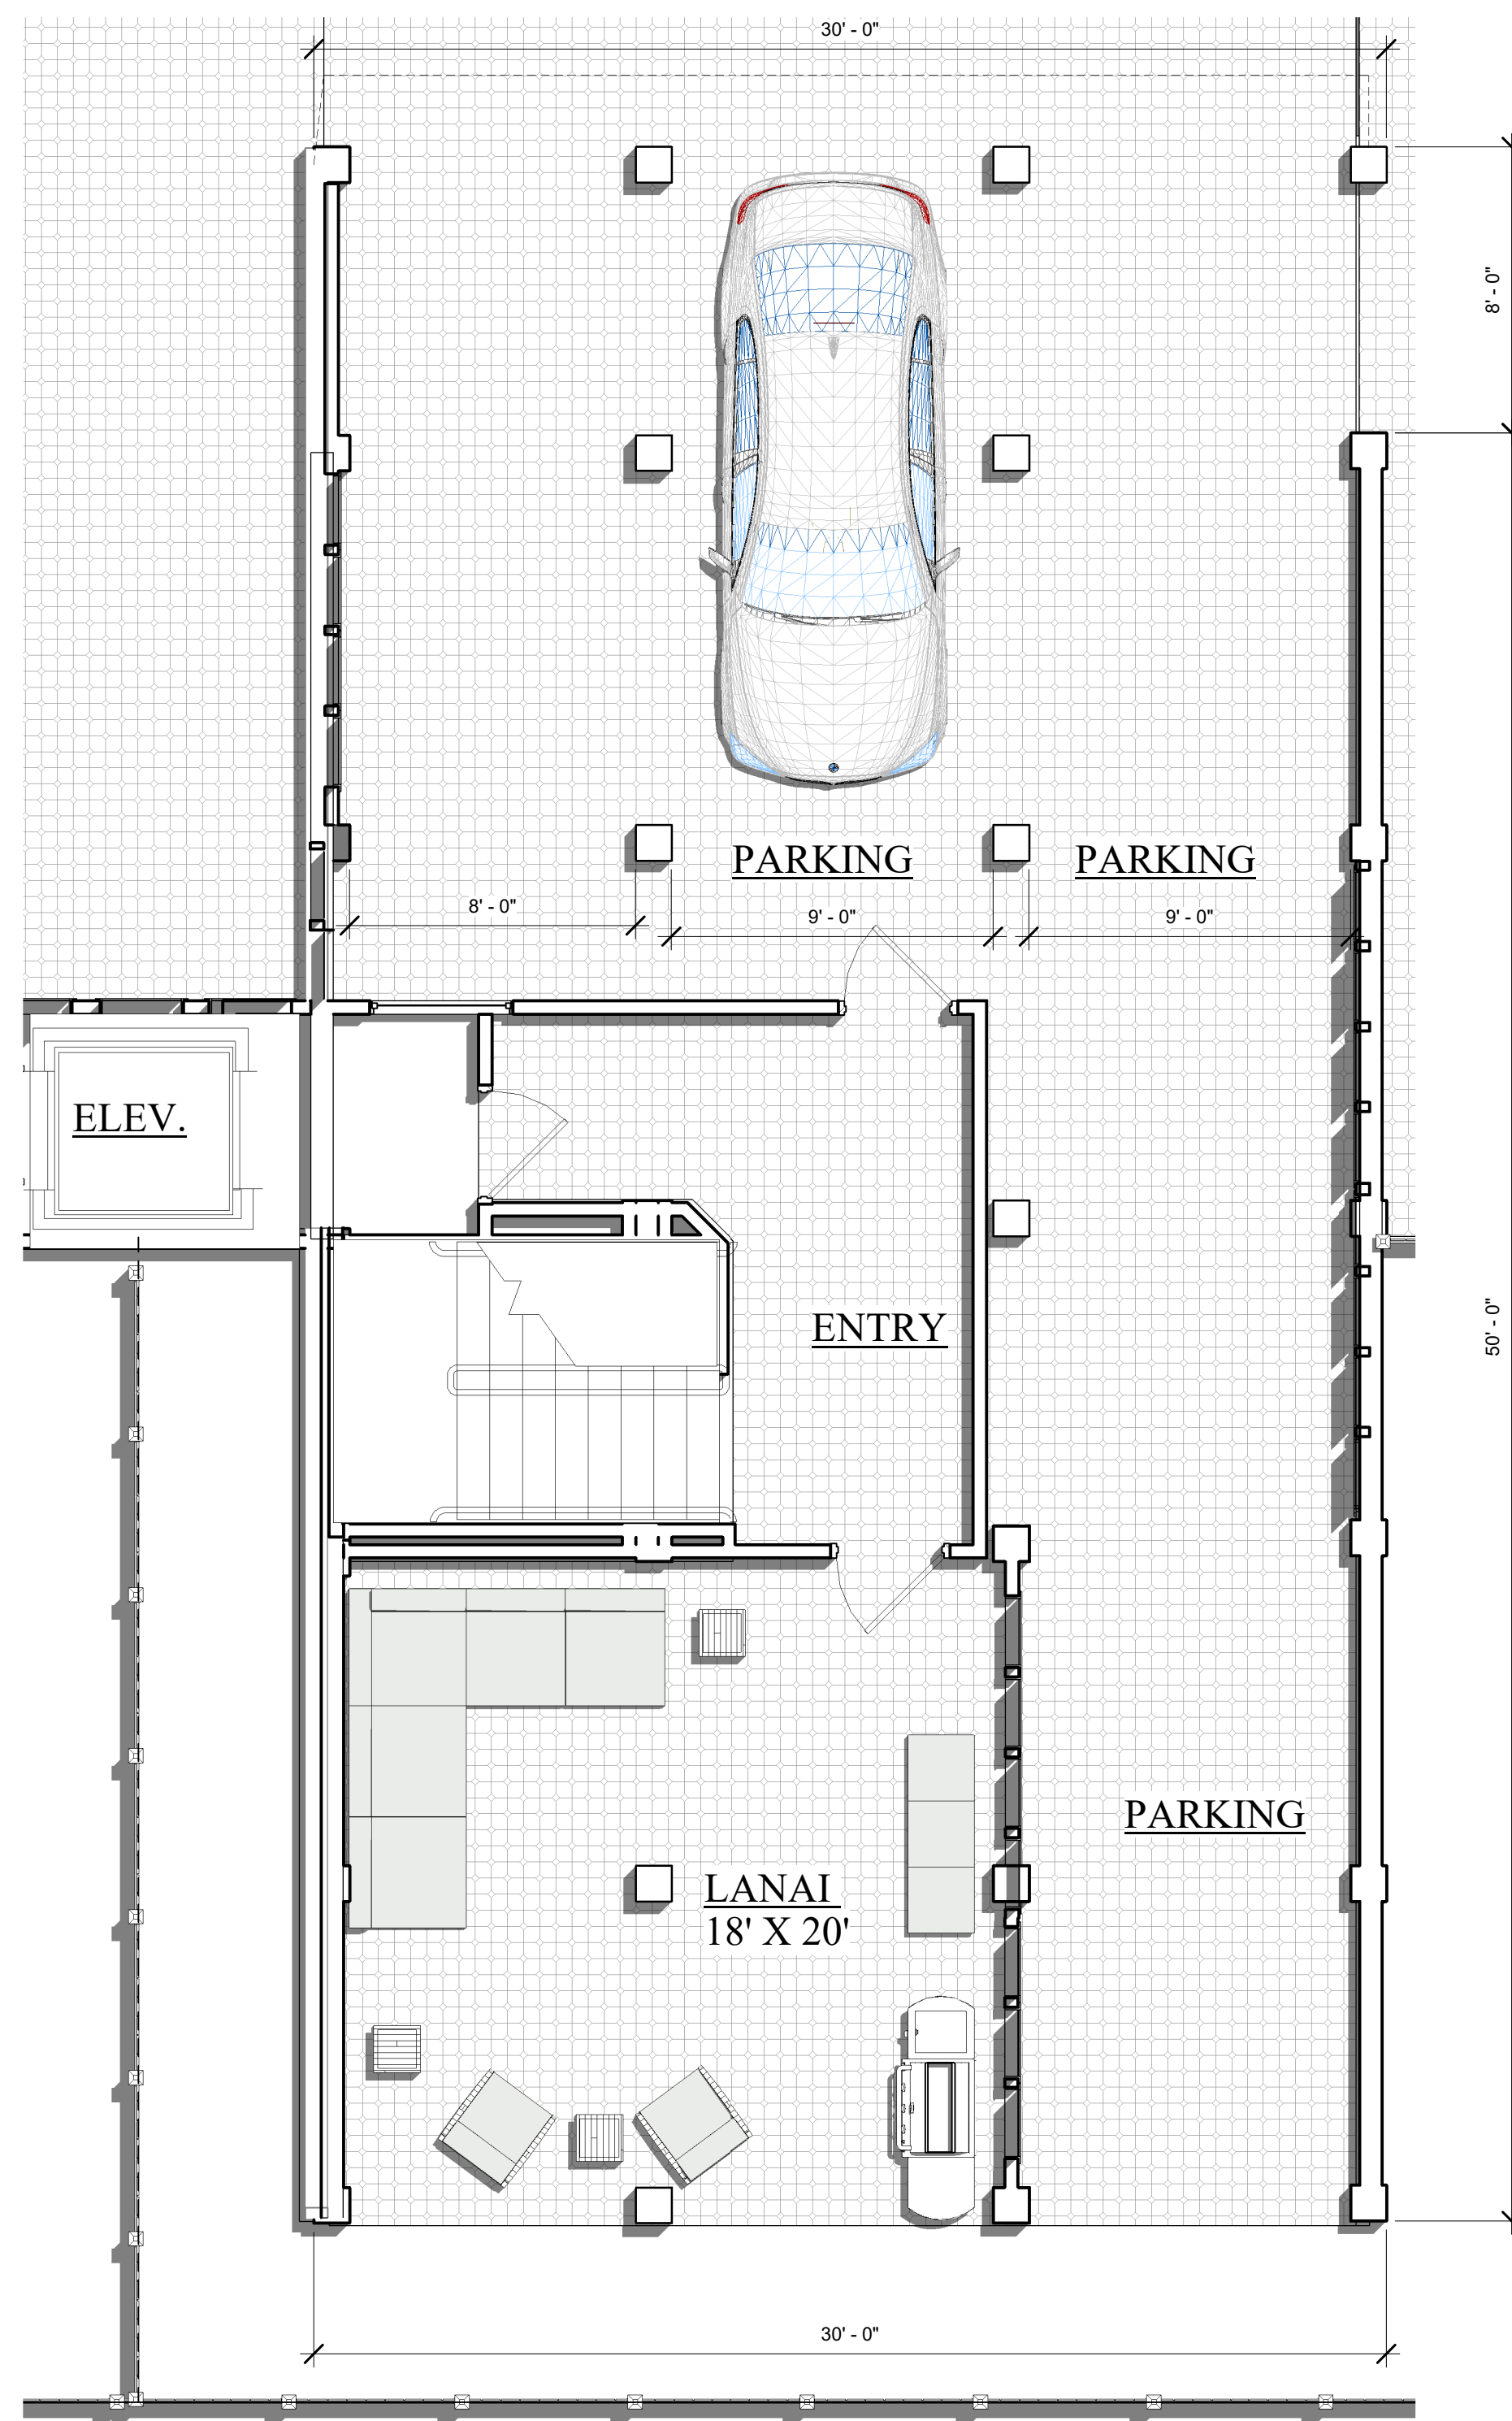 30' - 0"
8' - 0"
PARKING
PARKING
8' - 0"
9' - 0"
9' - 0"
ELEV.
ENTRY
50' - 0"
PARKING
LANAI
18' X 20'
30' - 0"